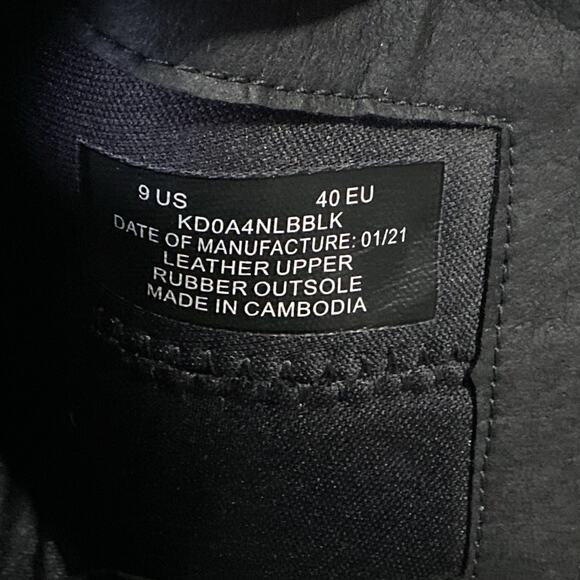 9 US 40 EU
KD0A4NLBBLK
DATE OF MANUFACTURE: 01/21
LEATHER UPPER
RUBBER OUTSOLE
MADE IN CAMBODIA